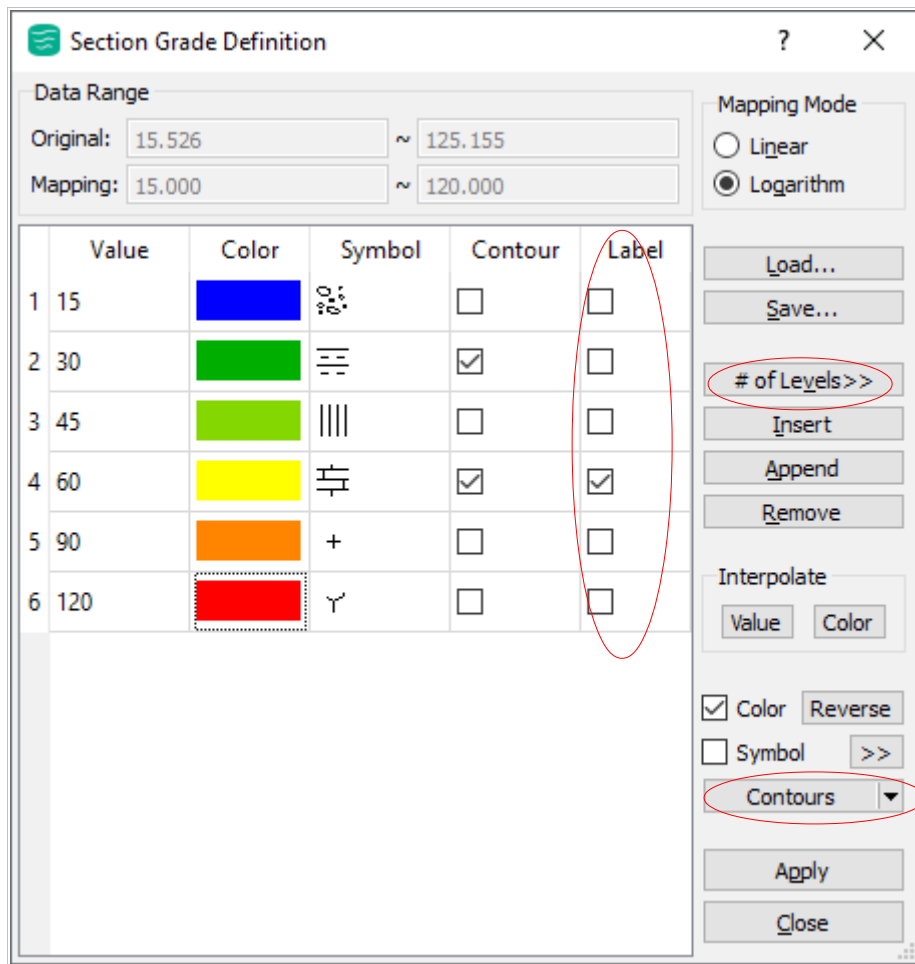 Section Grade Definition ?
Data Range
Original: 15.526 ~ 125.155
Mapping: 15.000 ~ 120.000
Mapping Mode
Linear
Logarithm
Value Color Symbol Contour Label
1 15
2 30
3 45
4 60
5 90
6 120
Load...
Save...
# of Levels>>
Insert
Append
Remove
Interpolate
Value Color
Color Reverse
Symbol >>
Contours
Apply
Close